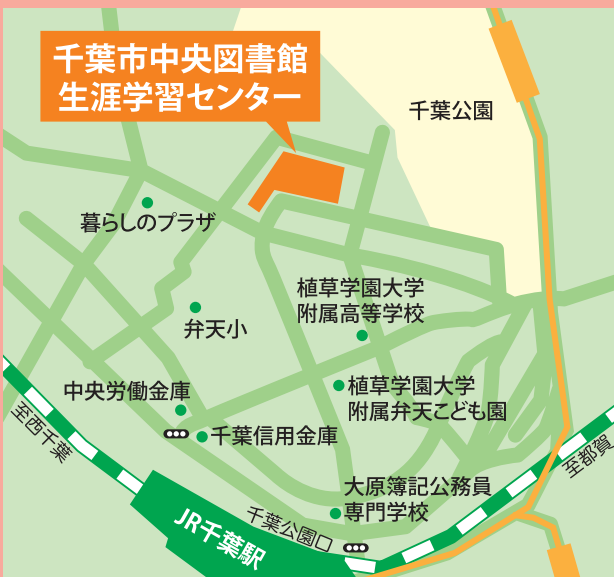 千葉市中央図書館
生涯学習センター
千葉公園
暮らしのプラザ
植草学園大学
附属高等学校
弁天小
中央労働金庫
植草学園大学
附属弁天こども園
千葉信用金庫
至西千葉
至都賀
大原簿記公務員
専門学校
JR千葉駅
千葉公園口